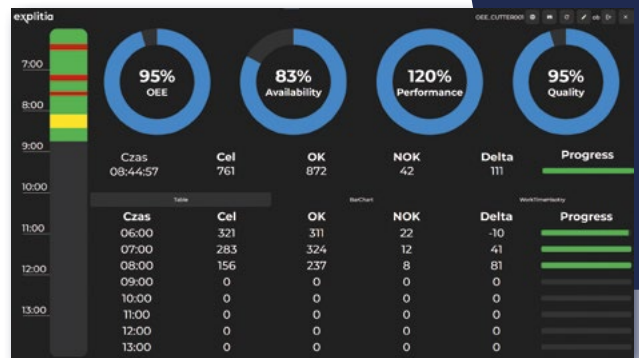 explitia
OEE_CUTTER001
7:00
8:00
9:00
10:00
11:00
12:00
13:00
95%
OEE
83%
Availability
120%
Performance
95%
Quality
Czas Cel OK NOK Delta Progress
08:44:57 761 872 42 111
Table BarChart WorkTimeHisotry
Czas Cel OK NOK Delta Progress
06:00 321 311 22 -10
07:00 283 324 12 41
08:00 156 237 8 81
09:00 0 0 0 0
10:00 0 0 0 0
11:00 0 0 0 0
12:00 0 0 0 0
13:00 0 0 0 0